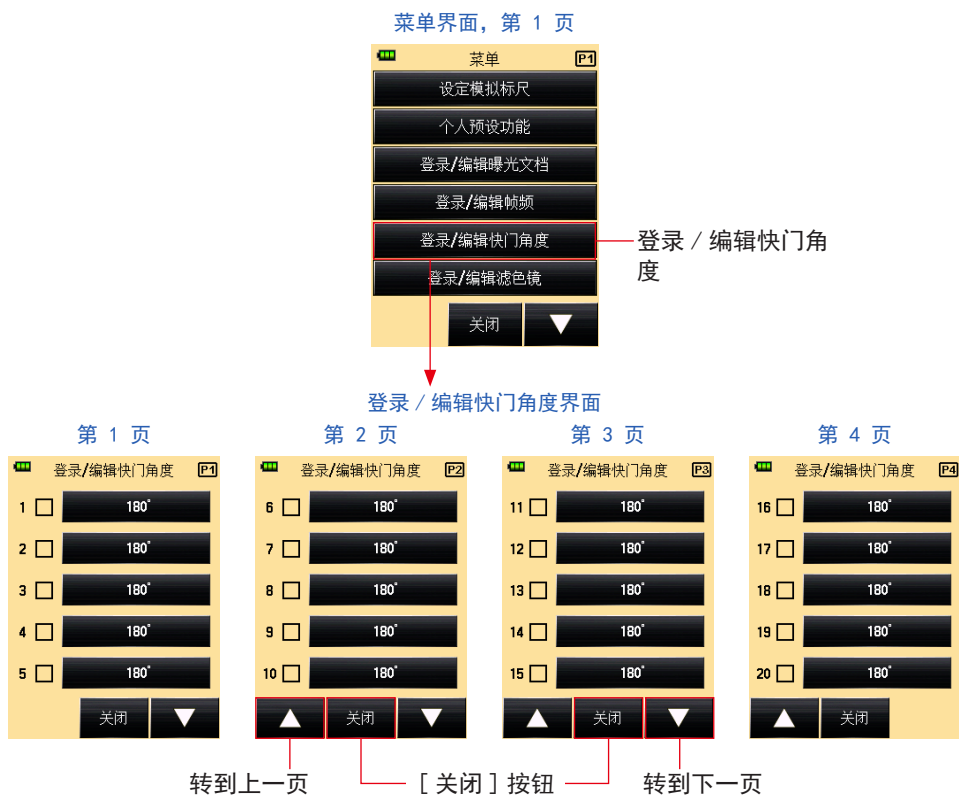 菜单界面，第 1 页
菜单 P1
设定模拟标尺
个人预设功能
登录/编辑曝光文档
登录/编辑帧频
登录/编辑快门角度
登录/编辑滤色镜
关闭
登录 / 编辑快门角
度
登录 / 编辑快门角度界面
第 1 页
登录/编辑快门角度 P1
1 180°
2 180°
3 180°
4 180°
5 180°
关闭
第 2 页
登录/编辑快门角度 P2
6 180°
7 180°
8 180°
9 180°
10 180°
关闭
第 3 页
登录/编辑快门角度 P3
11 180°
12 180°
13 180°
14 180°
15 180°
关闭
第 4 页
登录/编辑快门角度 P4
16 180°
17 180°
18 180°
19 180°
20 180°
关闭
转到上一页
[ 关闭 ] 按钮
转到下一页